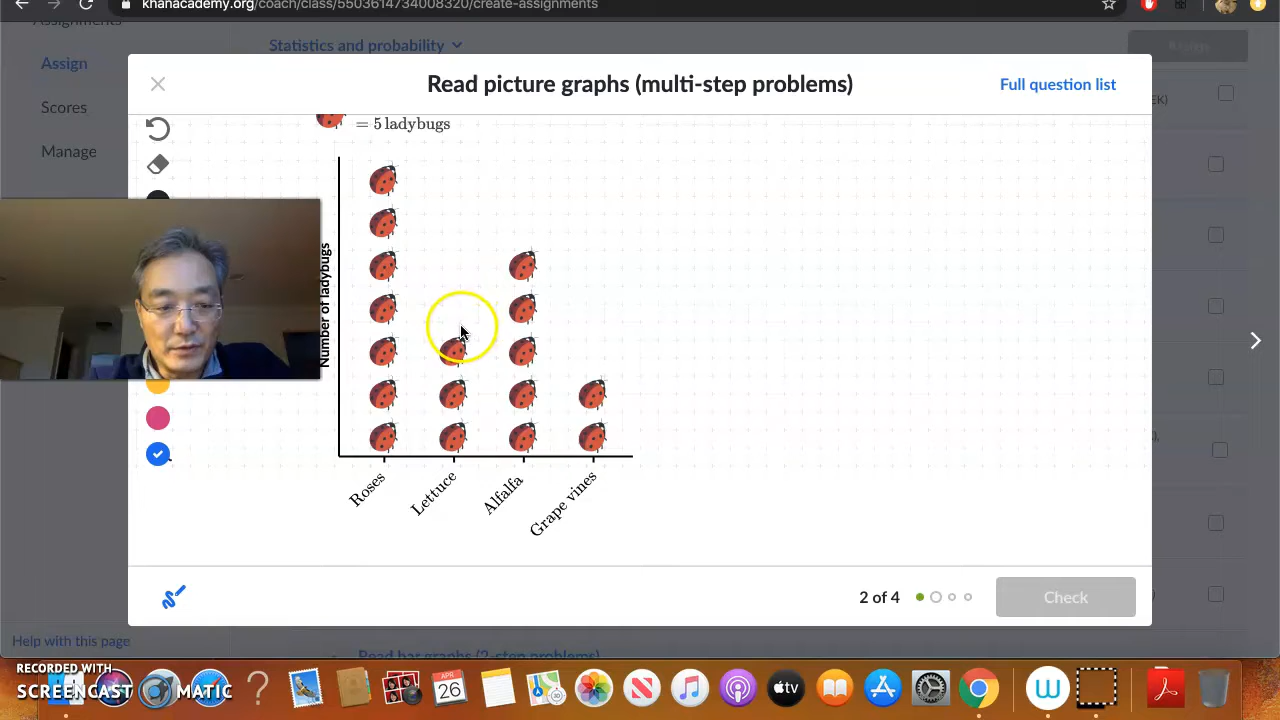 khanacademy.org/coach/class/5503614734008320/create-assignments
Assignments
Statistics and probability
Assign
Read picture graphs (multi-step problems)
Full question list
Scores
Manage
= 5 ladybugs
Number of ladybugs
Roses
Lettuce
Alfalfa
Grape vines
2 of 4
Check
Help with this page
Read bar graphs (2-step problems)
RECORDED WITH
SCREENCAST MATIC
APR
26
tv